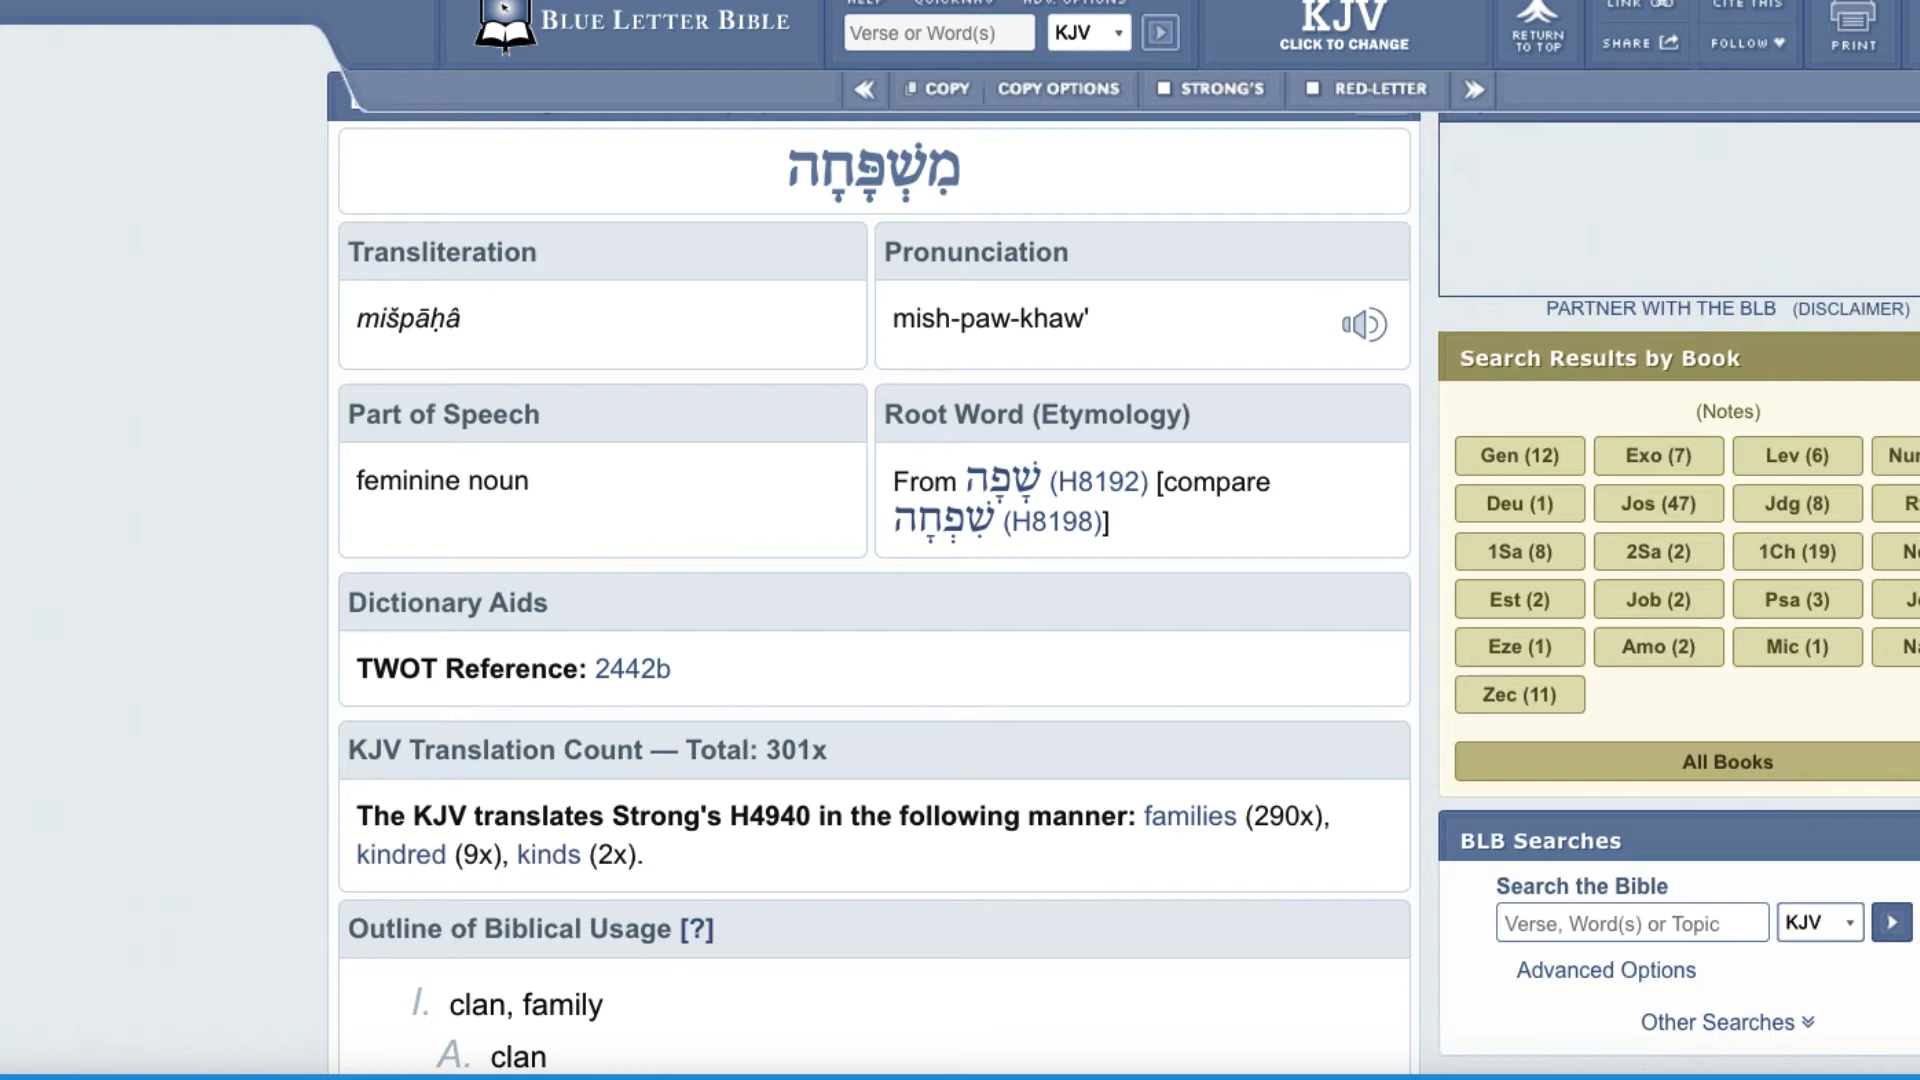 BLUE LETTER BIBLE
Verse or Word(s)
KJV
KJV
CLICK TO CHANGE
RETURN
TO TOP
LINK
CITE THIS
SHARE
FOLLOW
PRINT
COPY
COPY OPTIONS
STRONG'S
RED-LETTER
מִשְׁפָּחָה
Transliteration
mišpāḥâ
Pronunciation
mish-paw-khaw'
Part of Speech
feminine noun
Root Word (Etymology)
From שָׁפָה (H8192) [compare
שִׁפְחָה (H8198)]
Dictionary Aids
TWOT Reference: 2442b
KJV Translation Count — Total: 301x
The KJV translates Strong's H4940 in the following manner: families (290x),
kindred (9x), kinds (2x).
Outline of Biblical Usage [?]
I. clan, family
A. clan
PARTNER WITH THE BLB (DISCLAIMER)
Search Results by Book
(Notes)
Gen (12) Exo (7) Lev (6)
Deu (1) Jos (47) Jdg (8)
1Sa (8) 2Sa (2) 1Ch (19)
Est (2) Job (2) Psa (3)
Eze (1) Amo (2) Mic (1)
Zec (11)
All Books
BLB Searches
Search the Bible
Verse, Word(s) or Topic
KJV
Advanced Options
Other Searches